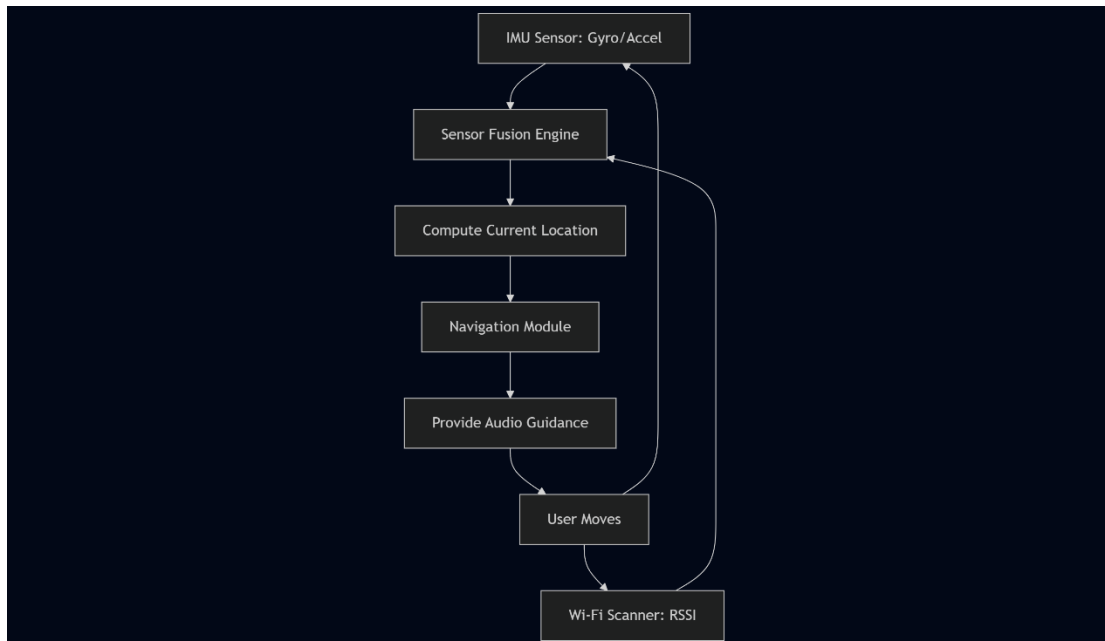 IMU Sensor: Gyro/Accel
Sensor Fusion Engine
Compute Current Location
Navigation Module
Provide Audio Guidance
User Moves
Wi-Fi Scanner: RSSI